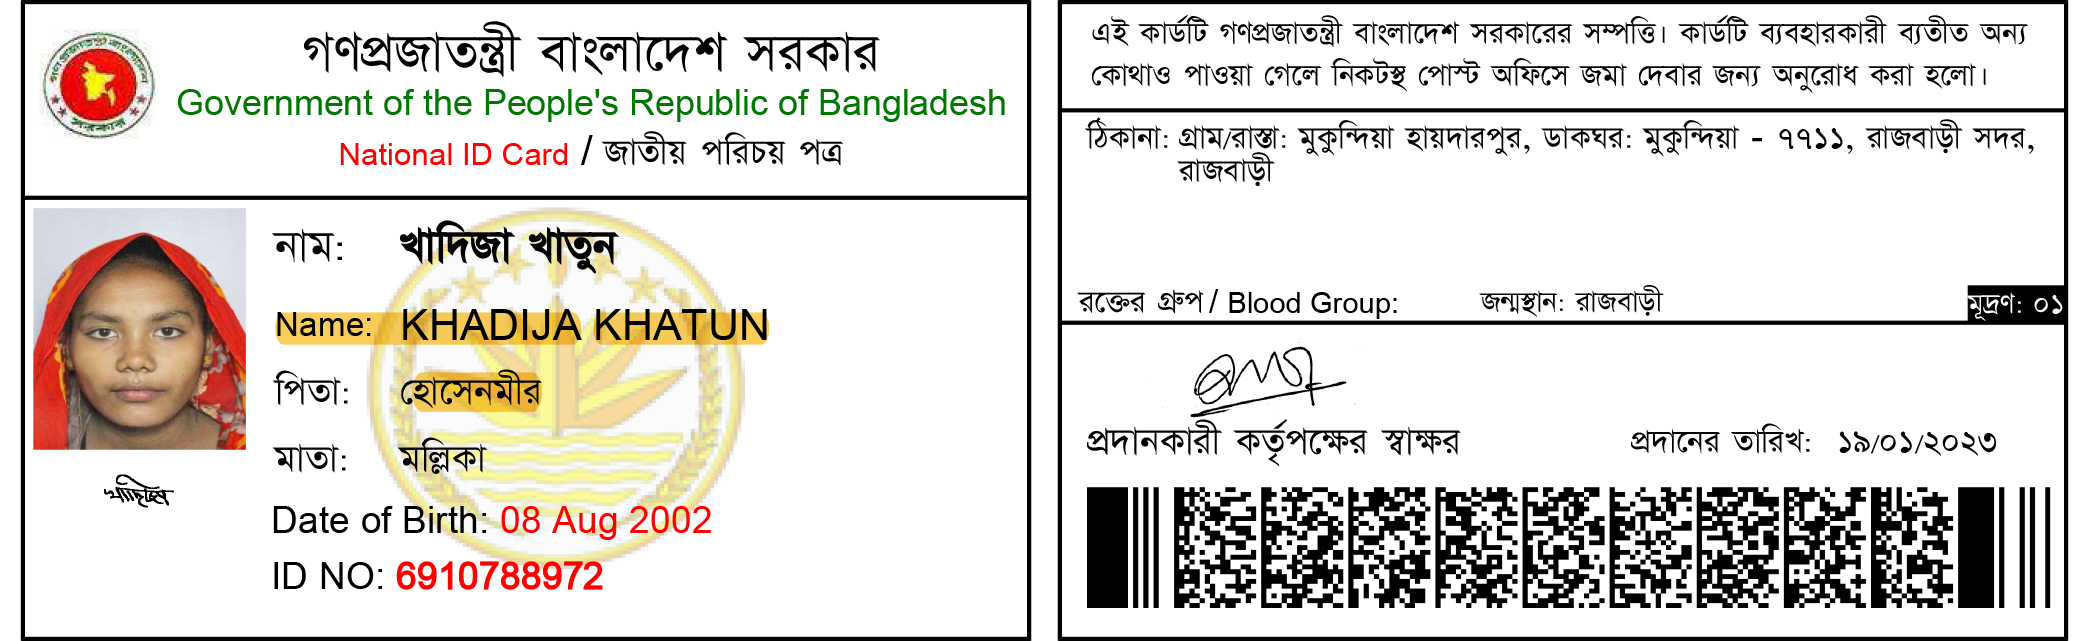 গণপ্রজাতন্ত্রী বাংলাদেশ সরকার
Government of the People's Republic of Bangladesh
National ID Card / জাতীয় পরিচয় পত্র
নাম: খাদিজা খাতুন
Name: KHADIJA KHATUN
পিতা: হোসেনমীর
মাতা: মল্লিকা
Date of Birth: 08 Aug 2002
ID NO: 6910788972
খাদিজা
এই কার্ডটি গণপ্রজাতন্ত্রী বাংলাদেশ সরকারের সম্পত্তি। কার্ডটি ব্যবহারকারী ব্যতীত অন্য
কোথাও পাওয়া গেলে নিকটস্থ পোস্ট অফিসে জমা দেবার জন্য অনুরোধ করা হলো।
ঠিকানা: গ্রাম/রাস্তা: মুকুন্দিয়া হায়দারপুর, ডাকঘর: মুকুন্দিয়া - ৭৭১১, রাজবাড়ী সদর,
রাজবাড়ী
রক্তের গ্রুপ / Blood Group: জন্মস্থান: রাজবাড়ী মূদ্রণ: ০১
প্রদানকারী কর্তৃপক্ষের স্বাক্ষর প্রদানের তারিখ: ১৯/০১/২০২৩